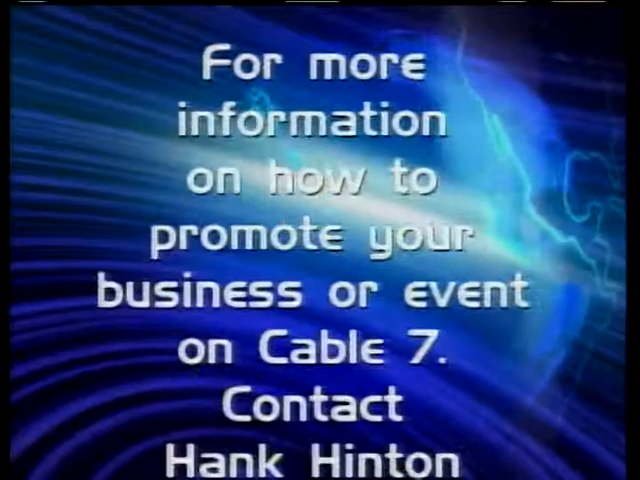 For more
information
on how to
promote your
business or event
on Cable 7.
Contact
Hank Hinton